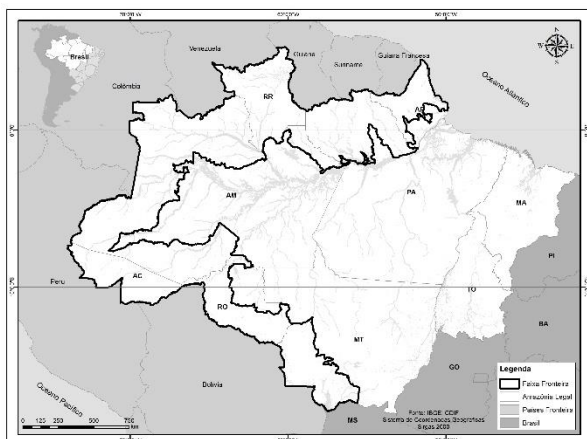 Venezuela
Guiana
Suriname
Guiana Francesa
Colômbia
Brasil
Oceano Atlântico
N
W
E
S
RR
AP
AM
PA
MA
PI
AC
TO
Peru
RO
BA
MT
GO
Bolívia
MS
Oceano Pacífico
Legenda
Faixa Fronteira
Amazônia Legal
Países Fronteira
Brasil
Fonte: IBGE, CDIF
Sistema de Coordenadas Geográficas
Sirgas 2000
0 125 250 500 750
km